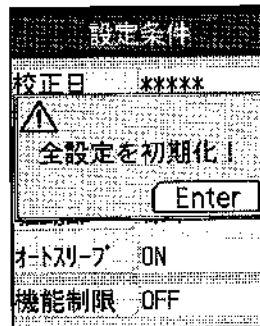 設定条件
校正日 *****
全設定を初期化！
Enter
オートスリープ ON
機能制限 OFF